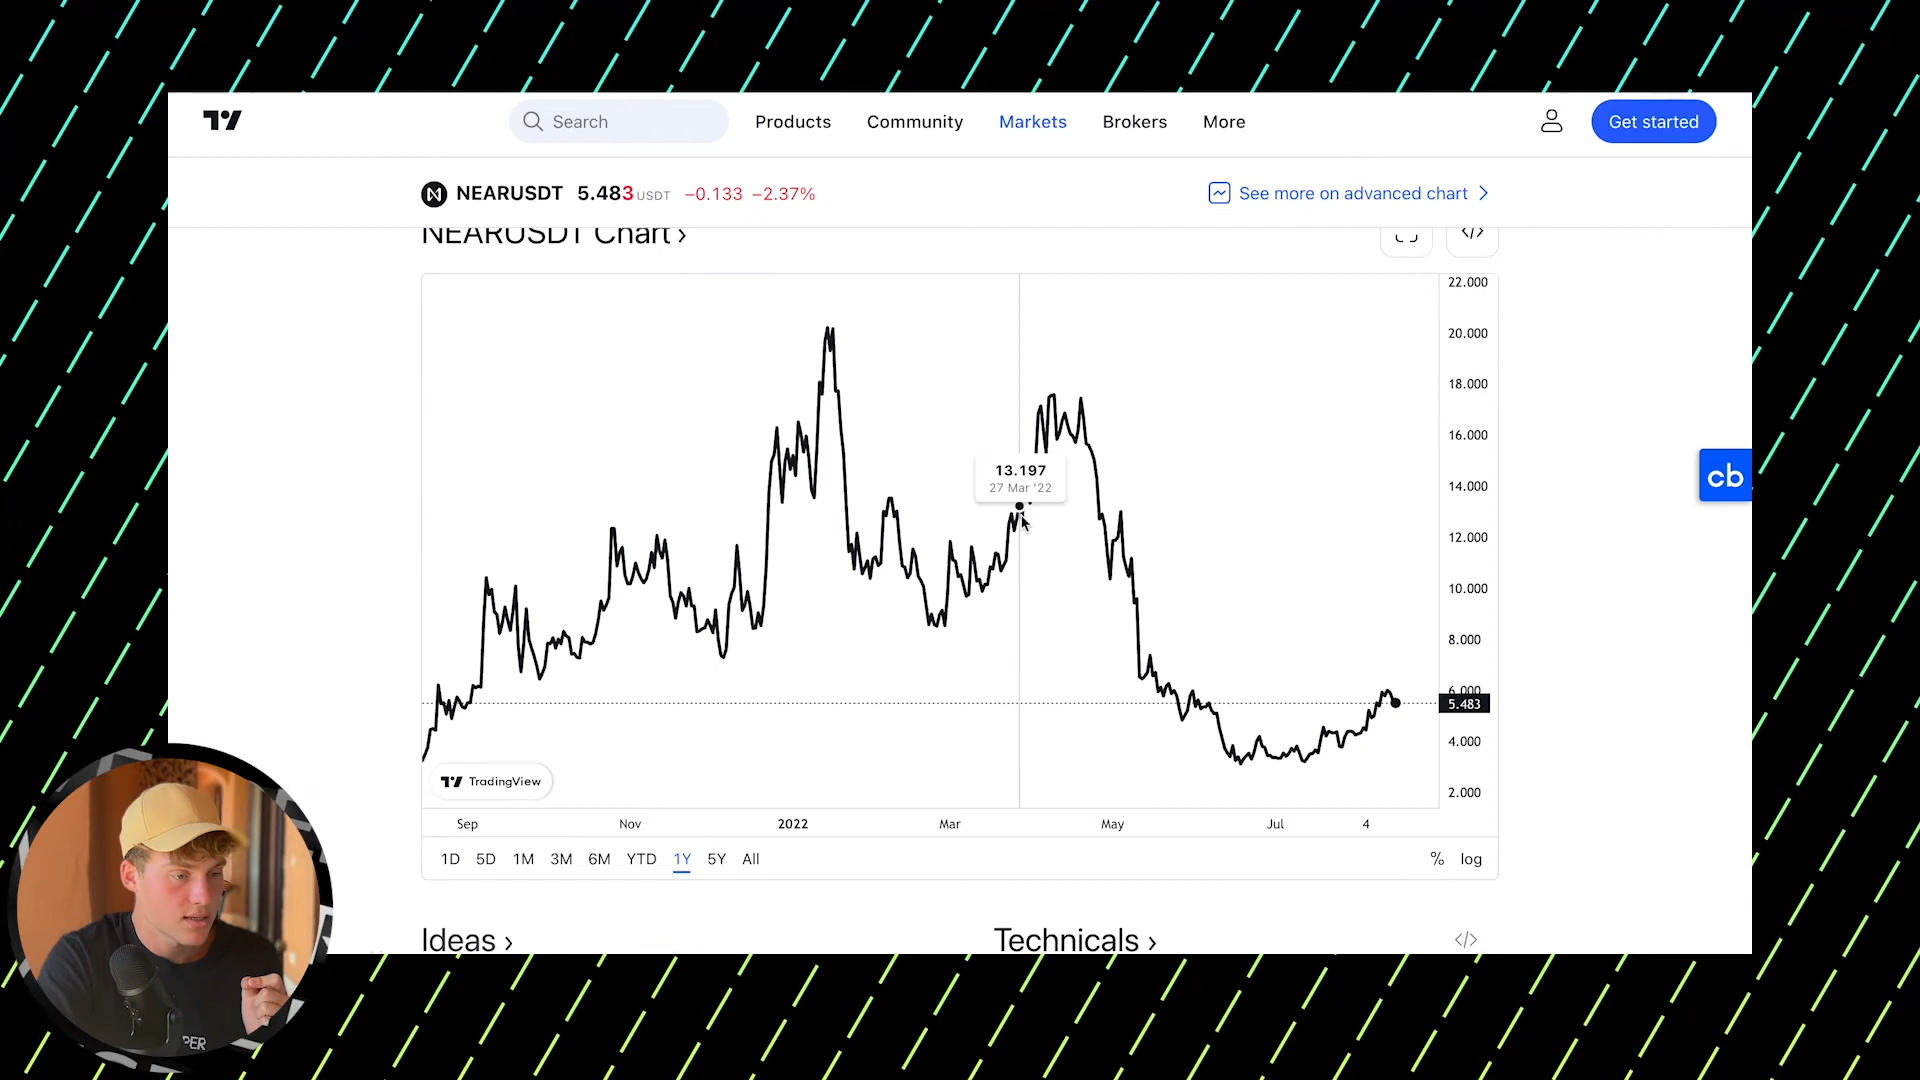 Search
Products
Community
Markets
Brokers
More
Get started
NEARUSDT 5.483 USDT −0.133 −2.37%
See more on advanced chart
NEARUSDT Chart
</>
22.000
20.000
18.000
16.000
14.000
12.000
10.000
8.000
6.000
5.483
4.000
2.000
13.197
27 Mar '22
cb
TradingView
Sep
Nov
2022
Mar
May
Jul
4
1D 5D 1M 3M 6M YTD 1Y 5Y All
% log
Ideas
Technicals
</>
PER